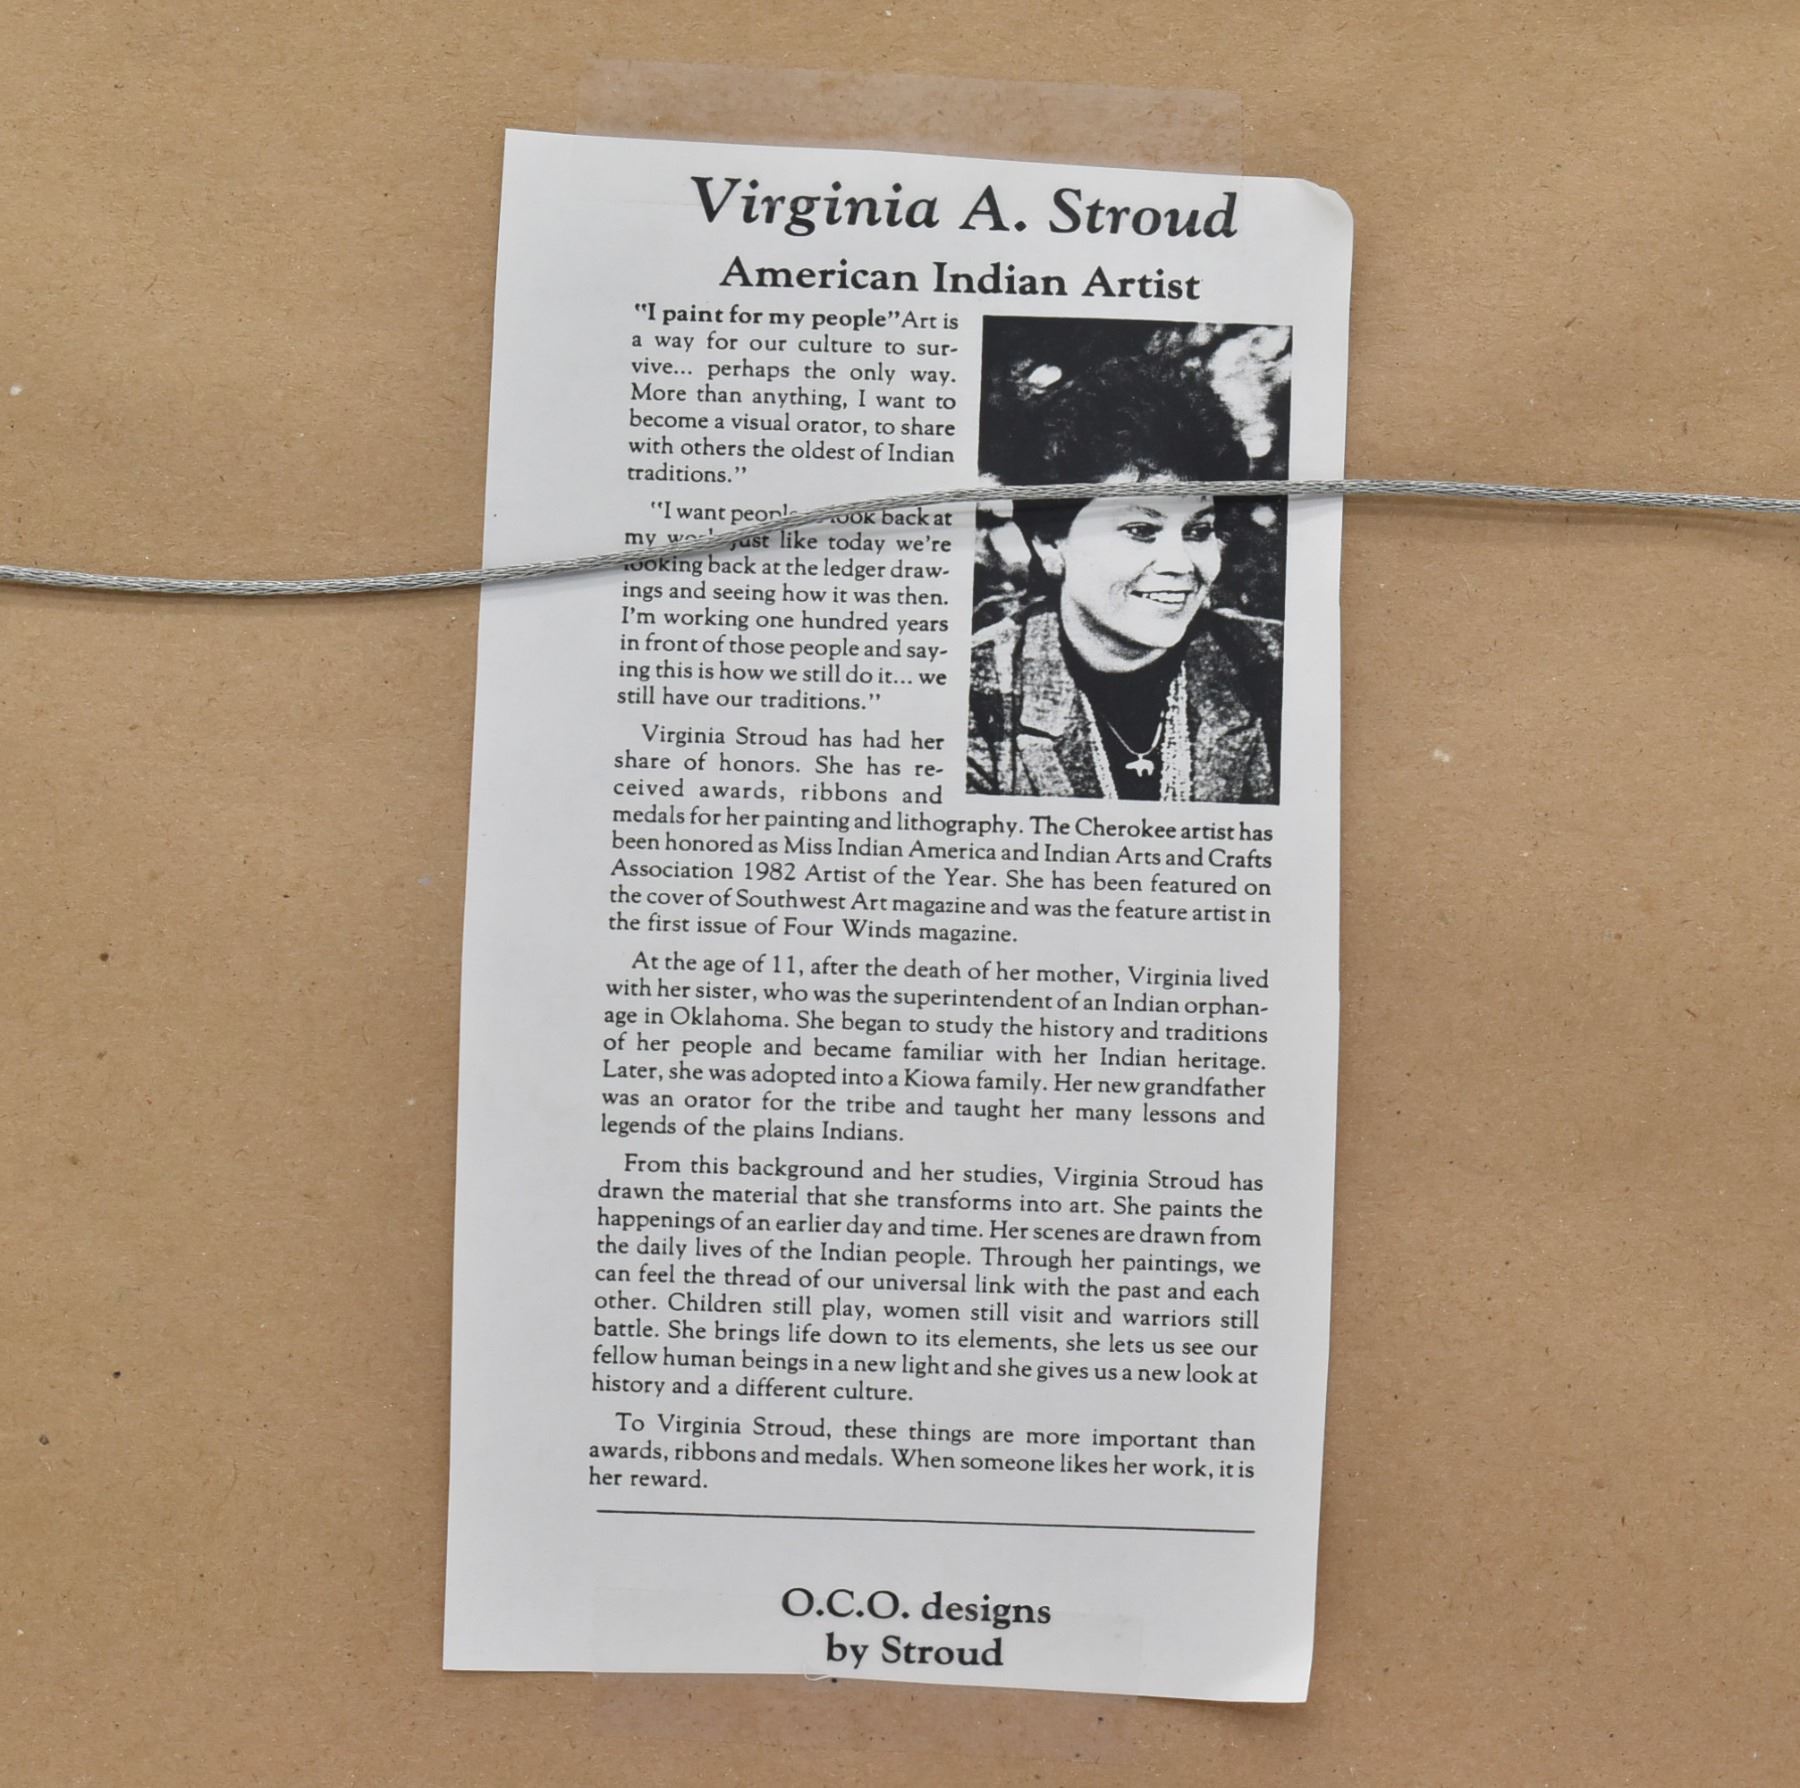 Virginia A. Stroud
American Indian Artist
"I paint for my people" Art is
a way for our culture to sur-
vive... perhaps the only way.
More than anything, I want to
become a visual orator, to share
with others the oldest of Indian
traditions."
"I want people look back at
my work just like today we're
looking back at the ledger draw-
ings and seeing how it was then.
I'm working one hundred years
in front of those people and say-
ing this is how we still do it... we
still have our traditions."
Virginia Stroud has had her
share of honors. She has re-
ceived awards, ribbons and
medals for her painting and lithography. The Cherokee artist has
been honored as Miss Indian America and Indian Arts and Crafts
Association 1982 Artist of the Year. She has been featured on
the cover of Southwest Art magazine and was the feature artist in
the first issue of Four Winds magazine.
At the age of 11, after the death of her mother, Virginia lived
with her sister, who was the superintendent of an Indian orphan-
age in Oklahoma. She began to study the history and traditions
of her people and became familiar with her Indian heritage.
Later, she was adopted into a Kiowa family. Her new grandfather
was an orator for the tribe and taught her many lessons and
legends of the plains Indians.
From this background and her studies, Virginia Stroud has
drawn the material that she transforms into art. She paints the
happenings of an earlier day and time. Her scenes are drawn from
the daily lives of the Indian people. Through her paintings, we
can feel the thread of our universal link with the past and each
other. Children still play, women still visit and warriors still
battle. She brings life down to its elements, she lets us see our
fellow human beings in a new light and she gives us a new look at
history and a different culture.
To Virginia Stroud, these things are more important than
awards, ribbons and medals. When someone likes her work, it is
her reward.
O.C.O. designs
by Stroud